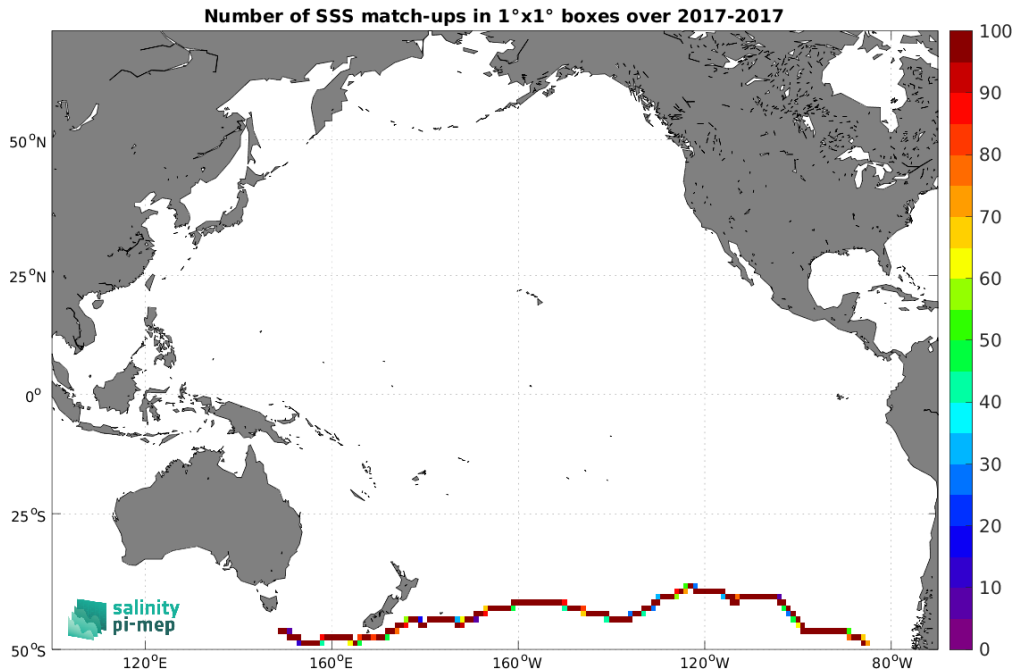 Number of SSS match-ups in 1°x1° boxes over 2017-2017
100
90
80
70
60
50
40
30
20
10
0
50°N
25°N
0°
25°S
50°S
120°E
160°E
160°W
120°W
80°W
salinity
pi-mep